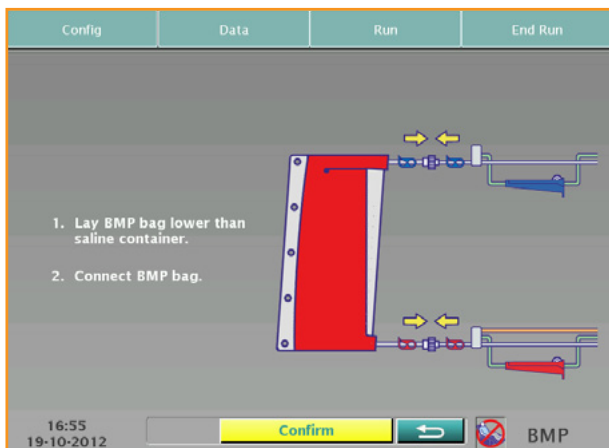 Config Data Run End Run
1. Lay BMP bag lower than
saline container.
2. Connect BMP bag.
16:55
19-10-2012
Confirm
BMP